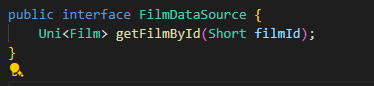 public interface FilmDataSource {
    Uni<Film> getFilmById(Short filmId);
}